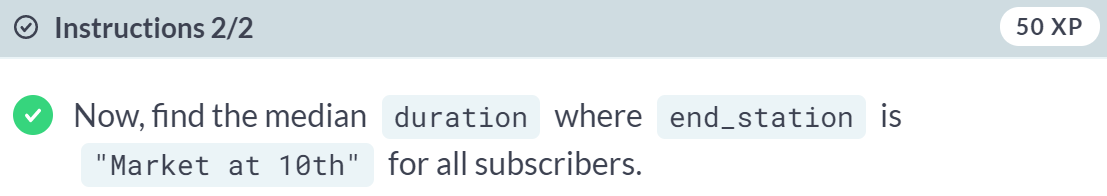 Instructions 2/2 50 XP
Now, find the median duration where end_station is
"Market at 10th" for all subscribers.